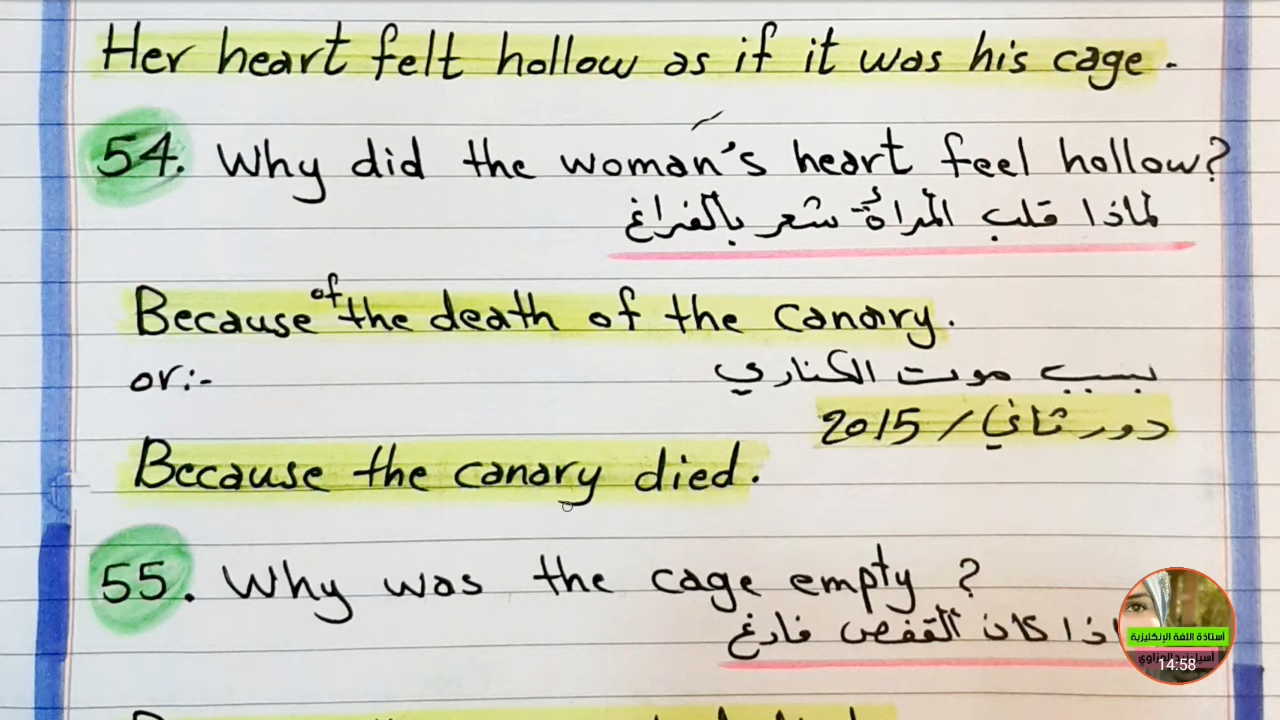 Her heart felt hollow as if it was his cage.
54. Why did the woman's heart feel hollow?
لماذا قلب المرأة شعر بالفراغ
Because of the death of the canary.
or:-
بسبب موت الكناري
دور ثاني / 2015
Because the canary died.
55. Why was the cage empty?
كان القفص فارغ
أستاذة اللغة الإنكليزية
14:58